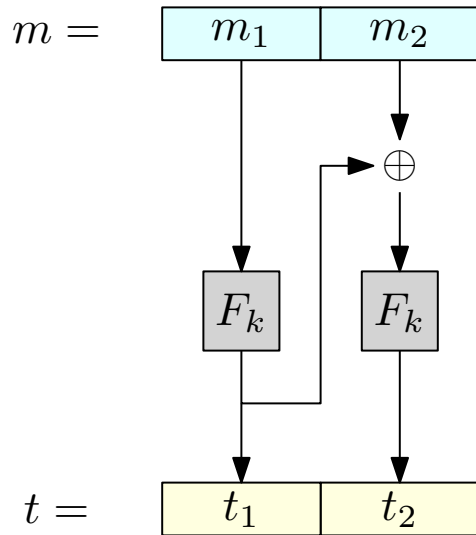 m = m₁ m₂
⊕
Fₖ Fₖ
t = t₁ t₂